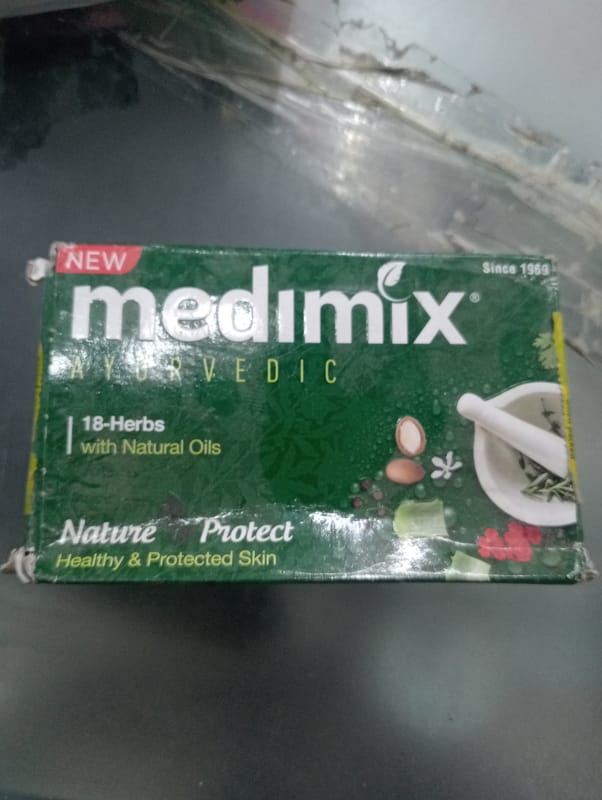 NEW
Since 1969
medimix®
AYURVEDIC
18-Herbs
with Natural Oils
Nature Protect
Healthy & Protected Skin